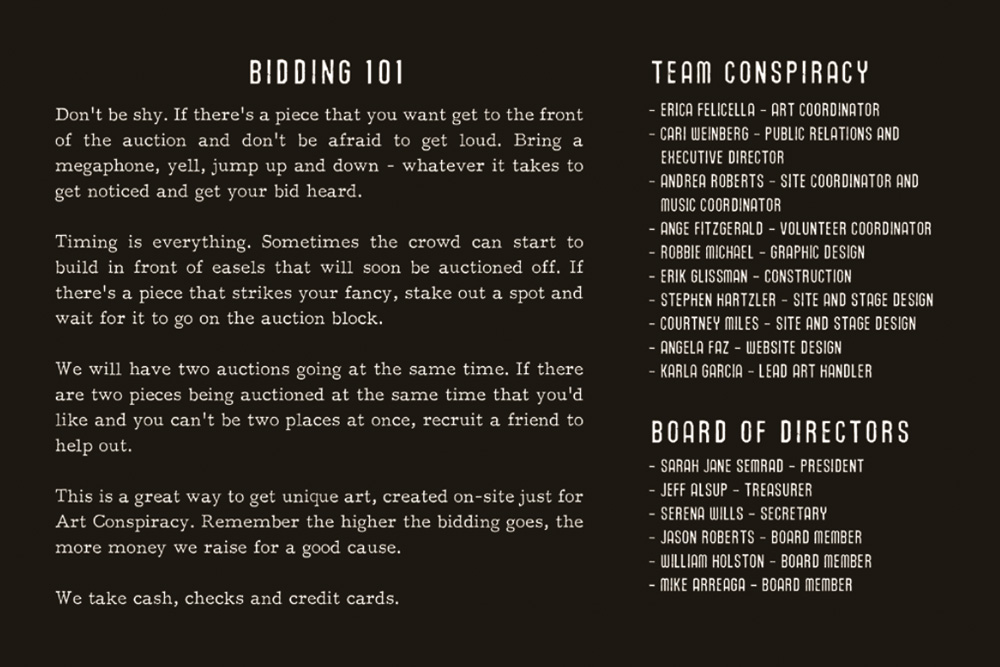 BIDDING 101
Don't be shy. If there's a piece that you want get to the front
of the auction and don't be afraid to get loud. Bring a
megaphone, yell, jump up and down - whatever it takes to
get noticed and get your bid heard.
Timing is everything. Sometimes the crowd can start to
build in front of easels that will soon be auctioned off. If
there's a piece that strikes your fancy, stake out a spot and
wait for it to go on the auction block.
We will have two auctions going at the same time. If there
are two pieces being auctioned at the same time that you'd
like and you can't be two places at once, recruit a friend to
help out.
This is a great way to get unique art, created on-site just for
Art Conspiracy. Remember the higher the bidding goes, the
more money we raise for a good cause.
We take cash, checks and credit cards.
TEAM CONSPIRACY
- ERICA FELICELLA - ART COORDINATOR
- CARI WEINBERG - PUBLIC RELATIONS AND
EXECUTIVE DIRECTOR
- ANDREA ROBERTS - SITE COORDINATOR AND
MUSIC COORDINATOR
- ANGE FITZGERALD - VOLUNTEER COORDINATOR
- ROBBIE MICHAEL - GRAPHIC DESIGN
- ERIK GLISSMAN - CONSTRUCTION
- STEPHEN HARTZLER - SITE AND STAGE DESIGN
- COURTNEY MILES - SITE AND STAGE DESIGN
- ANGELA FAZ - WEBSITE DESIGN
- KARLA GARCIA - LEAD ART HANDLER
BOARD OF DIRECTORS
- SARAH JANE SEMRAD - PRESIDENT
- JEFF ALSUP - TREASURER
- SERENA WILLS - SECRETARY
- JASON ROBERTS - BOARD MEMBER
- WILLIAM HOLSTON - BOARD MEMBER
- MIKE ARREAGA - BOARD MEMBER